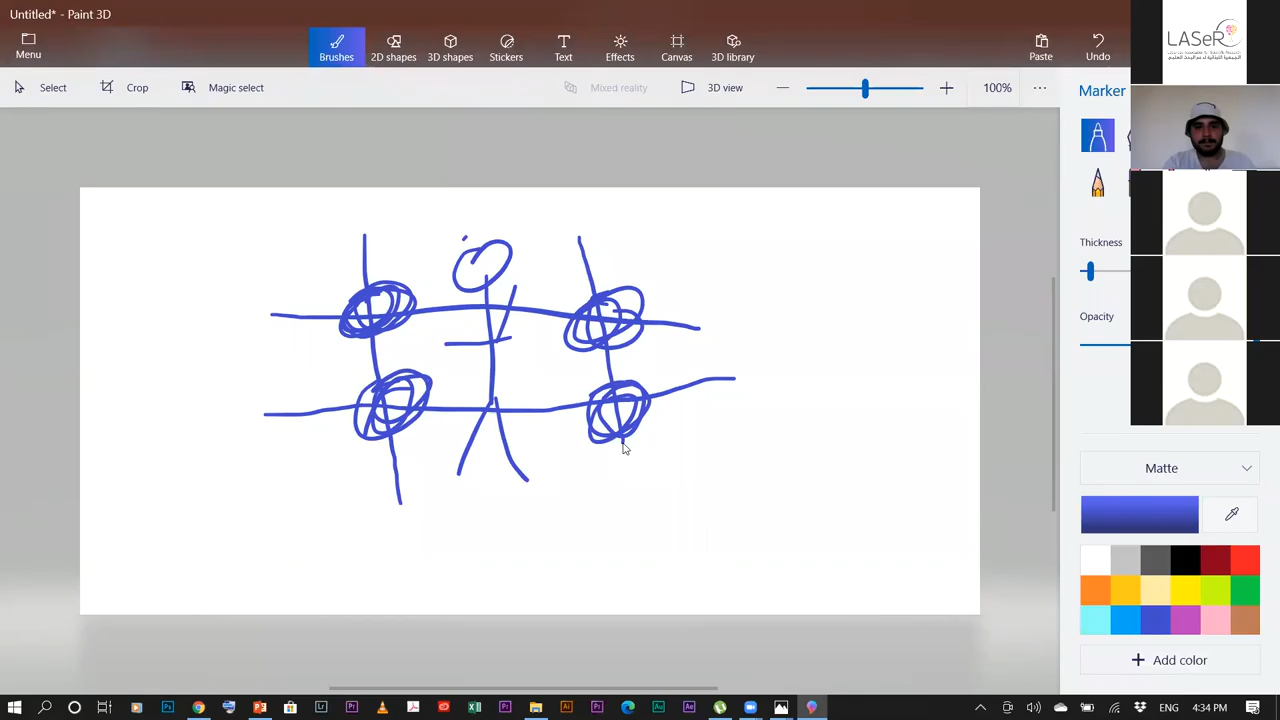 Untitled* - Paint 3D
Menu
Brushes
2D shapes
3D shapes
Stickers
Text
Effects
Canvas
3D library
Paste
Undo
Select
Crop
Magic select
Mixed reality
3D view
100%
Marker
Thickness
Opacity
Matte
Add color
LASeR
4:34 PM